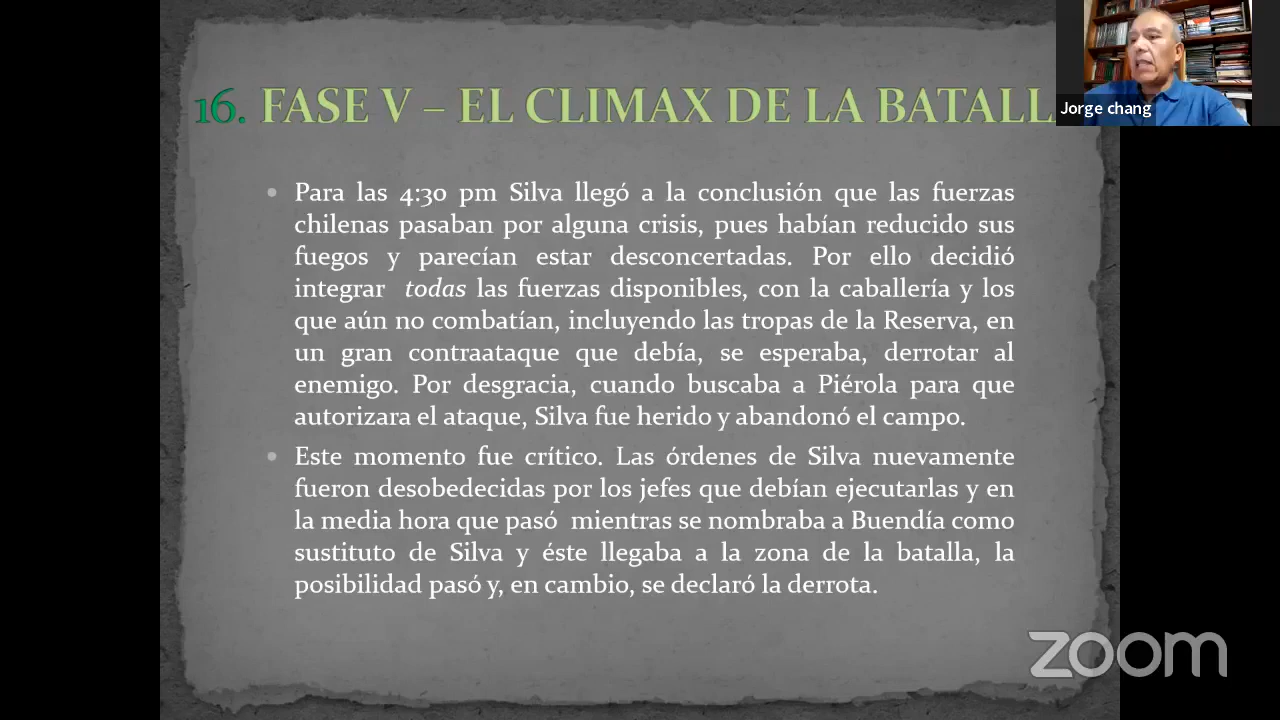 16. FASE V – EL CLIMAX DE LA BATALL
Jorge chang
Para las 4:30 pm Silva llegó a la conclusión que las fuerzas
chilenas pasaban por alguna crisis, pues habían reducido sus
fuegos y parecían estar desconcertadas. Por ello decidió
integrar todas las fuerzas disponibles, con la caballería y los
que aún no combatían, incluyendo las tropas de la Reserva, en
un gran contraataque que debía, se esperaba, derrotar al
enemigo. Por desgracia, cuando buscaba a Piérola para que
autorizara el ataque, Silva fue herido y abandonó el campo.
Este momento fue crítico. Las órdenes de Silva nuevamente
fueron desobedecidas por los jefes que debían ejecutarlas y en
la media hora que pasó mientras se nombraba a Buendía como
sustituto de Silva y éste llegaba a la zona de la batalla, la
posibilidad pasó y, en cambio, se declaró la derrota.
zoom